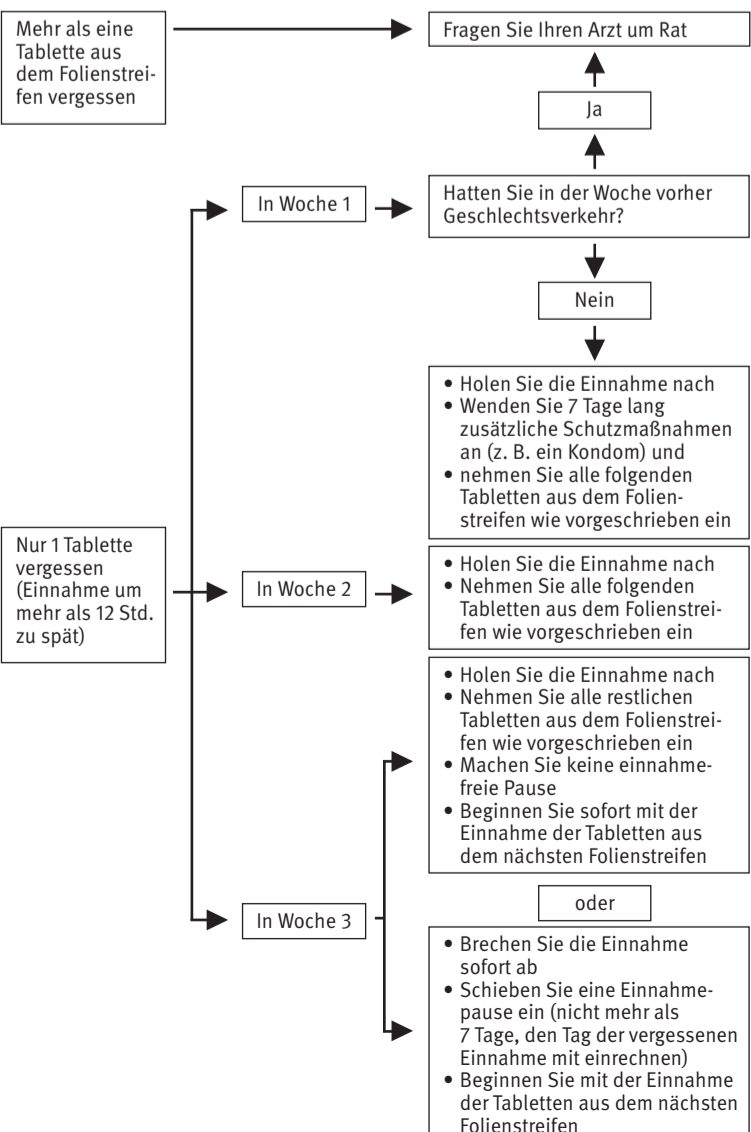 Mehr als eine
Tablette aus
dem Folienstrei-
fen vergessen
Fragen Sie Ihren Arzt um Rat
Ja
In Woche 1
Hatten Sie in der Woche vorher
Geschlechtsverkehr?
Nein
• Holen Sie die Einnahme nach
• Wenden Sie 7 Tage lang
zusätzliche Schutzmaßnahmen
an (z. B. ein Kondom) und
• nehmen Sie alle folgenden
Tabletten aus dem Folien-
streifen wie vorgeschrieben ein
Nur 1 Tablette
vergessen
(Einnahme um
mehr als 12 Std.
zu spät)
In Woche 2
• Holen Sie die Einnahme nach
• Nehmen Sie alle folgenden
Tabletten aus dem Folienstrei-
fen wie vorgeschrieben ein
• Holen Sie die Einnahme nach
• Nehmen Sie alle restlichen
Tabletten aus dem Folienstrei-
fen wie vorgeschrieben ein
• Machen Sie keine einnahme-
freie Pause
• Beginnen Sie sofort mit der
Einnahme der Tabletten aus
dem nächsten Folienstreifen
In Woche 3
oder
• Brechen Sie die Einnahme
sofort ab
• Schieben Sie eine Einnahme-
pause ein (nicht mehr als
7 Tage, den Tag der vergessenen
Einnahme mit einrechnen)
• Beginnen Sie mit der Einnahme
der Tabletten aus dem nächsten
Folienstreifen